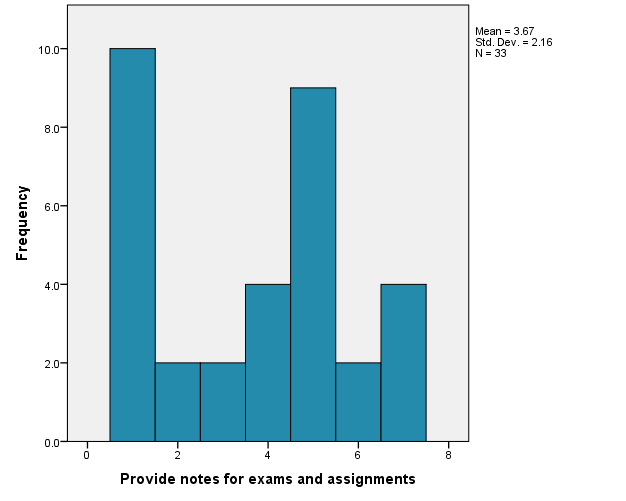 Mean = 3.67
Std. Dev. = 2.16
N = 33
10.0
8.0
6.0
4.0
2.0
0.0
Frequency
0 2 4 6 8
Provide notes for exams and assignments